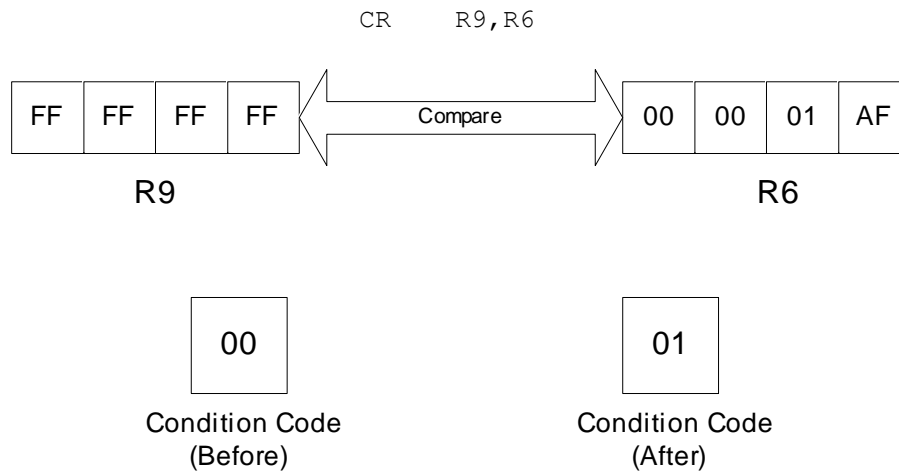 CR R9,R6
FF FF FF FF Compare 00 00 01 AF
R9 R6
00 01
Condition Code Condition Code
(Before) (After)